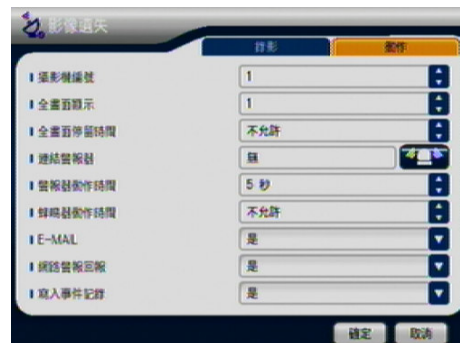 影像遺失
錄影 動作
攝影機編號 1
全畫面顯示 1
全畫面停留時間 不允許
連結警報器 無
警報器動作時間 5 秒
蜂鳴器動作時間 不允許
E-MAIL 是
網路警報回報 是
寫入事件記錄 是
確定 取消